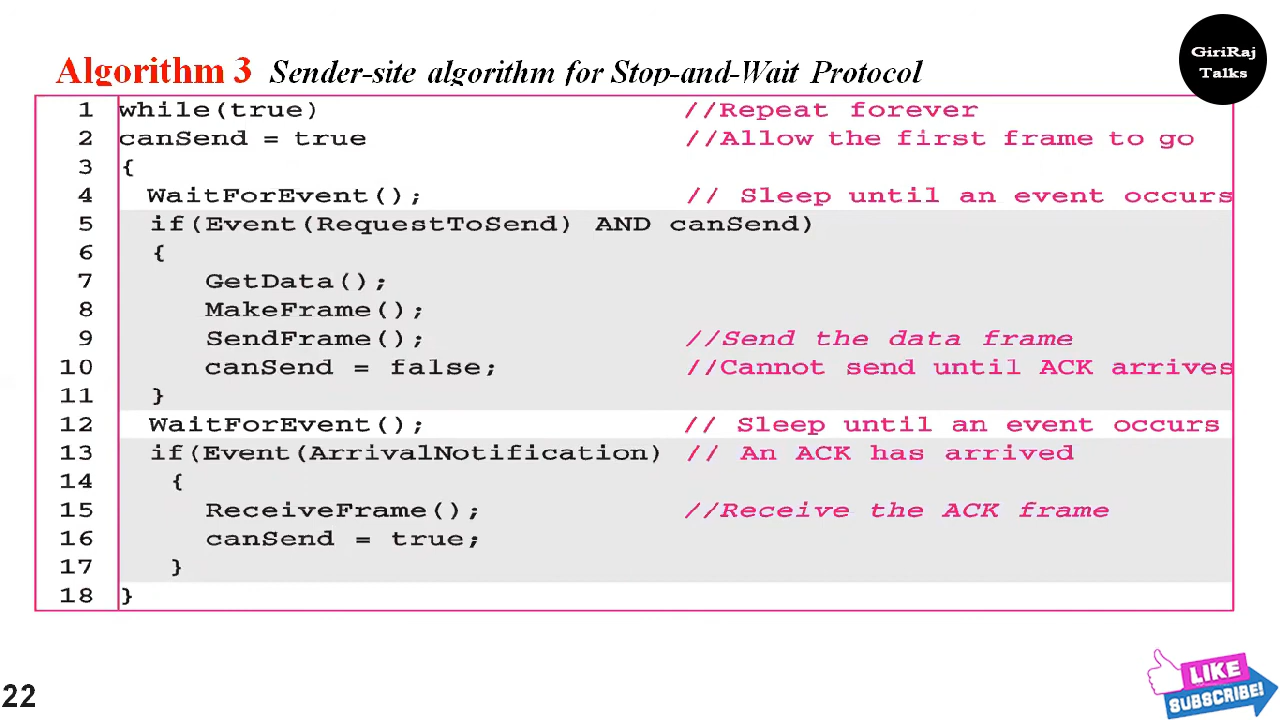 GiriRaj
Talks
Algorithm 3 Sender-site algorithm for Stop-and-Wait Protocol
1 while(true) //Repeat forever
2 canSend = true //Allow the first frame to go
3 {
4 WaitForEvent(); // Sleep until an event occurs
5 if(Event(RequestToSend) AND canSend)
6 {
7 GetData();
8 MakeFrame();
9 SendFrame(); //Send the data frame
10 canSend = false; //Cannot send until ACK arrives
11 }
12 WaitForEvent(); // Sleep until an event occurs
13 if(Event(ArrivalNotification) // An ACK has arrived
14 {
15 ReceiveFrame(); //Receive the ACK frame
16 canSend = true;
17 }
18 }
22
LIKE
SUBSCRIBE!